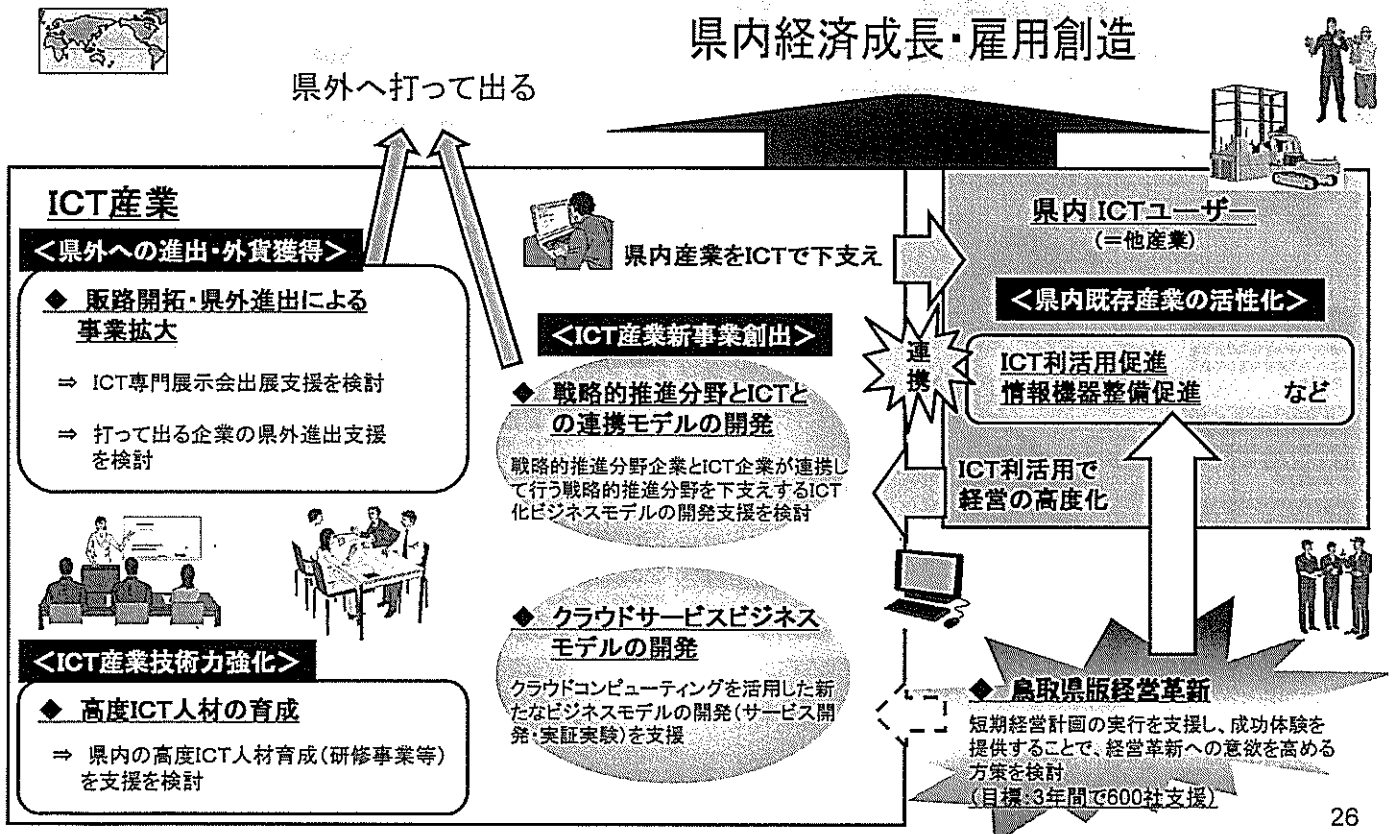 県内経済成長・雇用創造
県外へ打って出る
ICT産業
＜県外への進出・外貨獲得＞
◆ 販路開拓・県外進出による
事業拡大
⇒ ICT専門展示会出展支援を検討
⇒ 打って出る企業の県外進出支援
を検討
＜ICT産業技術力強化＞
◆ 高度ICT人材の育成
⇒ 県内の高度ICT人材育成(研修事業等)
を支援を検討
県内産業をICTで下支え
＜ICT産業新事業創出＞
◆ 戦略的推進分野とICTと
の連携モデルの開発
戦略的推進分野企業とICT企業が連携し
て行う戦略的推進分野を下支えするICT
化ビジネスモデルの開発支援を検討
◆ クラウドサービスビジネス
モデルの開発
クラウドコンピューティングを活用した新
たなビジネスモデルの開発(サービス開
発・実証実験)を支援
連
携
県内 ICTユーザー
(=他産業)
＜県内既存産業の活性化＞
ICT利活用促進
情報機器整備促進 など
ICT利活用で
経営の高度化
◆ 鳥取県版経営革新
短期経営計画の実行を支援し、成功体験を
提供することで、経営革新への意欲を高める
方策を検討
(目標:3年間で600社支援)
26